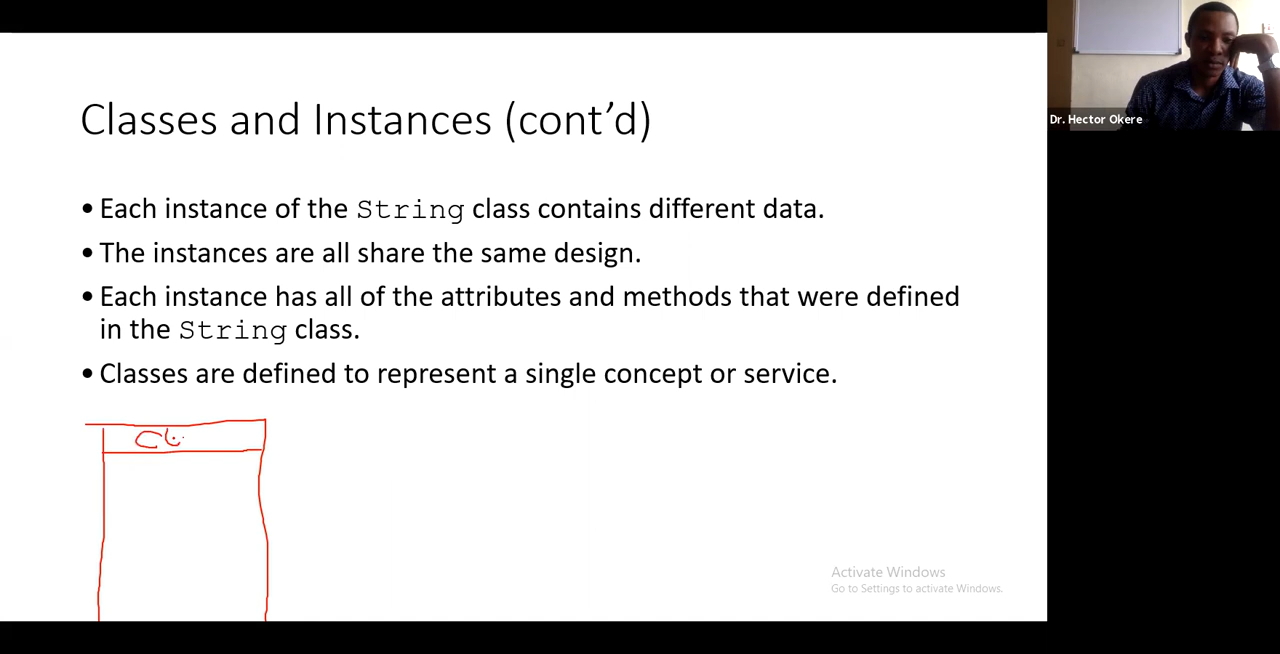 Classes and Instances (cont’d)
• Each instance of the String class contains different data.
• The instances are all share the same design.
• Each instance has all of the attributes and methods that were defined
in the String class.
• Classes are defined to represent a single concept or service.
Activate Windows
Go to Settings to activate Windows.
Dr. Hector Okere